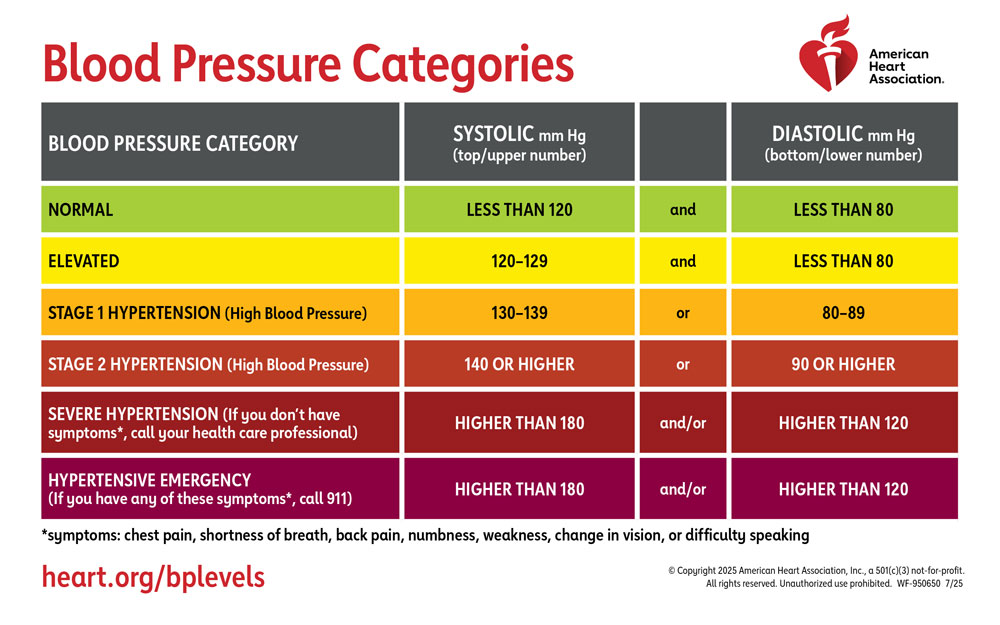 Blood Pressure Categories
American
Heart
Association.
BLOOD PRESSURE CATEGORY
SYSTOLIC mm Hg
(top/upper number)
DIASTOLIC mm Hg
(bottom/lower number)
NORMAL
LESS THAN 120
and
LESS THAN 80
ELEVATED
120–129
and
LESS THAN 80
STAGE 1 HYPERTENSION (High Blood Pressure)
130–139
or
80–89
STAGE 2 HYPERTENSION (High Blood Pressure)
140 OR HIGHER
or
90 OR HIGHER
SEVERE HYPERTENSION (If you don’t have
symptoms*, call your health care professional)
HIGHER THAN 180
and/or
HIGHER THAN 120
HYPERTENSIVE EMERGENCY
(If you have any of these symptoms*, call 911)
HIGHER THAN 180
and/or
HIGHER THAN 120
*symptoms: chest pain, shortness of breath, back pain, numbness, weakness, change in vision, or difficulty speaking
heart.org/bplevels
© Copyright 2025 American Heart Association, Inc., a 501(c)(3) not-for-profit.
All rights reserved. Unauthorized use prohibited. WF-950650 7/25